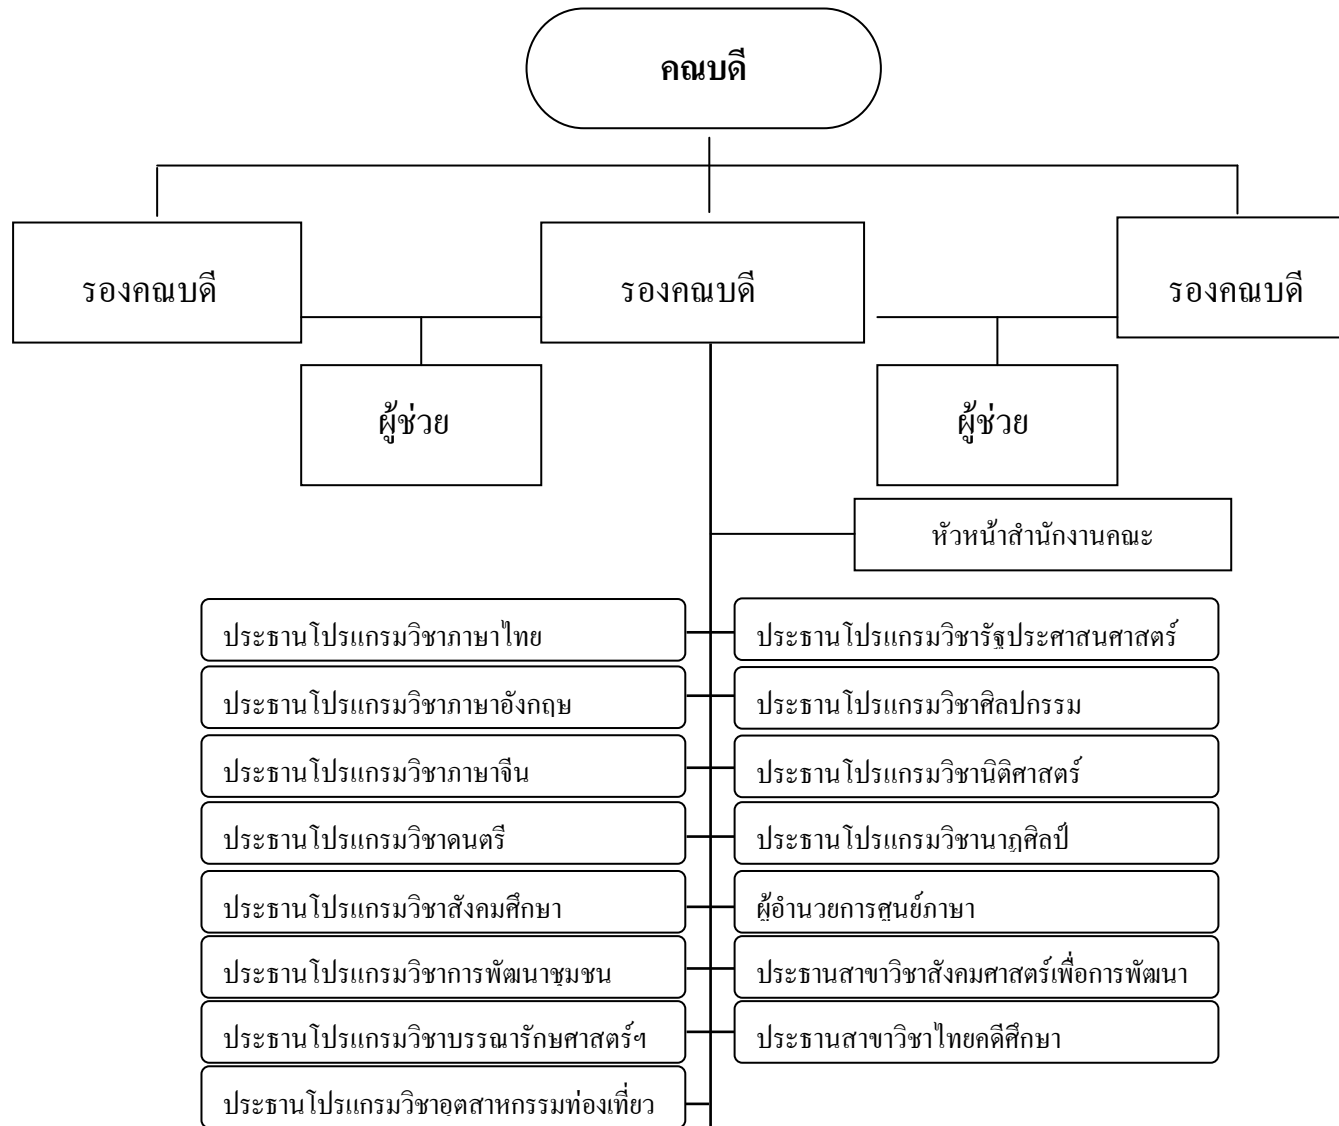 คณบดี
รองคณบดี
รองคณบดี
รองคณบดี
ผู้ช่วย
ผู้ช่วย
หัวหน้าสำนักงานคณะ
ประธานโปรแกรมวิชาภาษาไทย
ประธานโปรแกรมวิชารัฐประศาสนศาสตร์
ประธานโปรแกรมวิชาภาษาอังกฤษ
ประธานโปรแกรมวิชาศิลปกรรม
ประธานโปรแกรมวิชาภาษาจีน
ประธานโปรแกรมวิชานิติศาสตร์
ประธานโปรแกรมวิชาดนตรี
ประธานโปรแกรมวิชานาฏศิลป์
ประธานโปรแกรมวิชาสังคมศึกษา
ผู้อำนวยการศูนย์ภาษา
ประธานโปรแกรมวิชาการพัฒนาชุมชน
ประธานสาขาวิชาสังคมศาสตร์เพื่อการพัฒนา
ประธานโปรแกรมวิชาบรรณารักษศาสตร์ฯ
ประธานสาขาวิชาไทยคดีศึกษา
ประธานโปรแกรมวิชาอุตสาหกรรมท่องเที่ยว